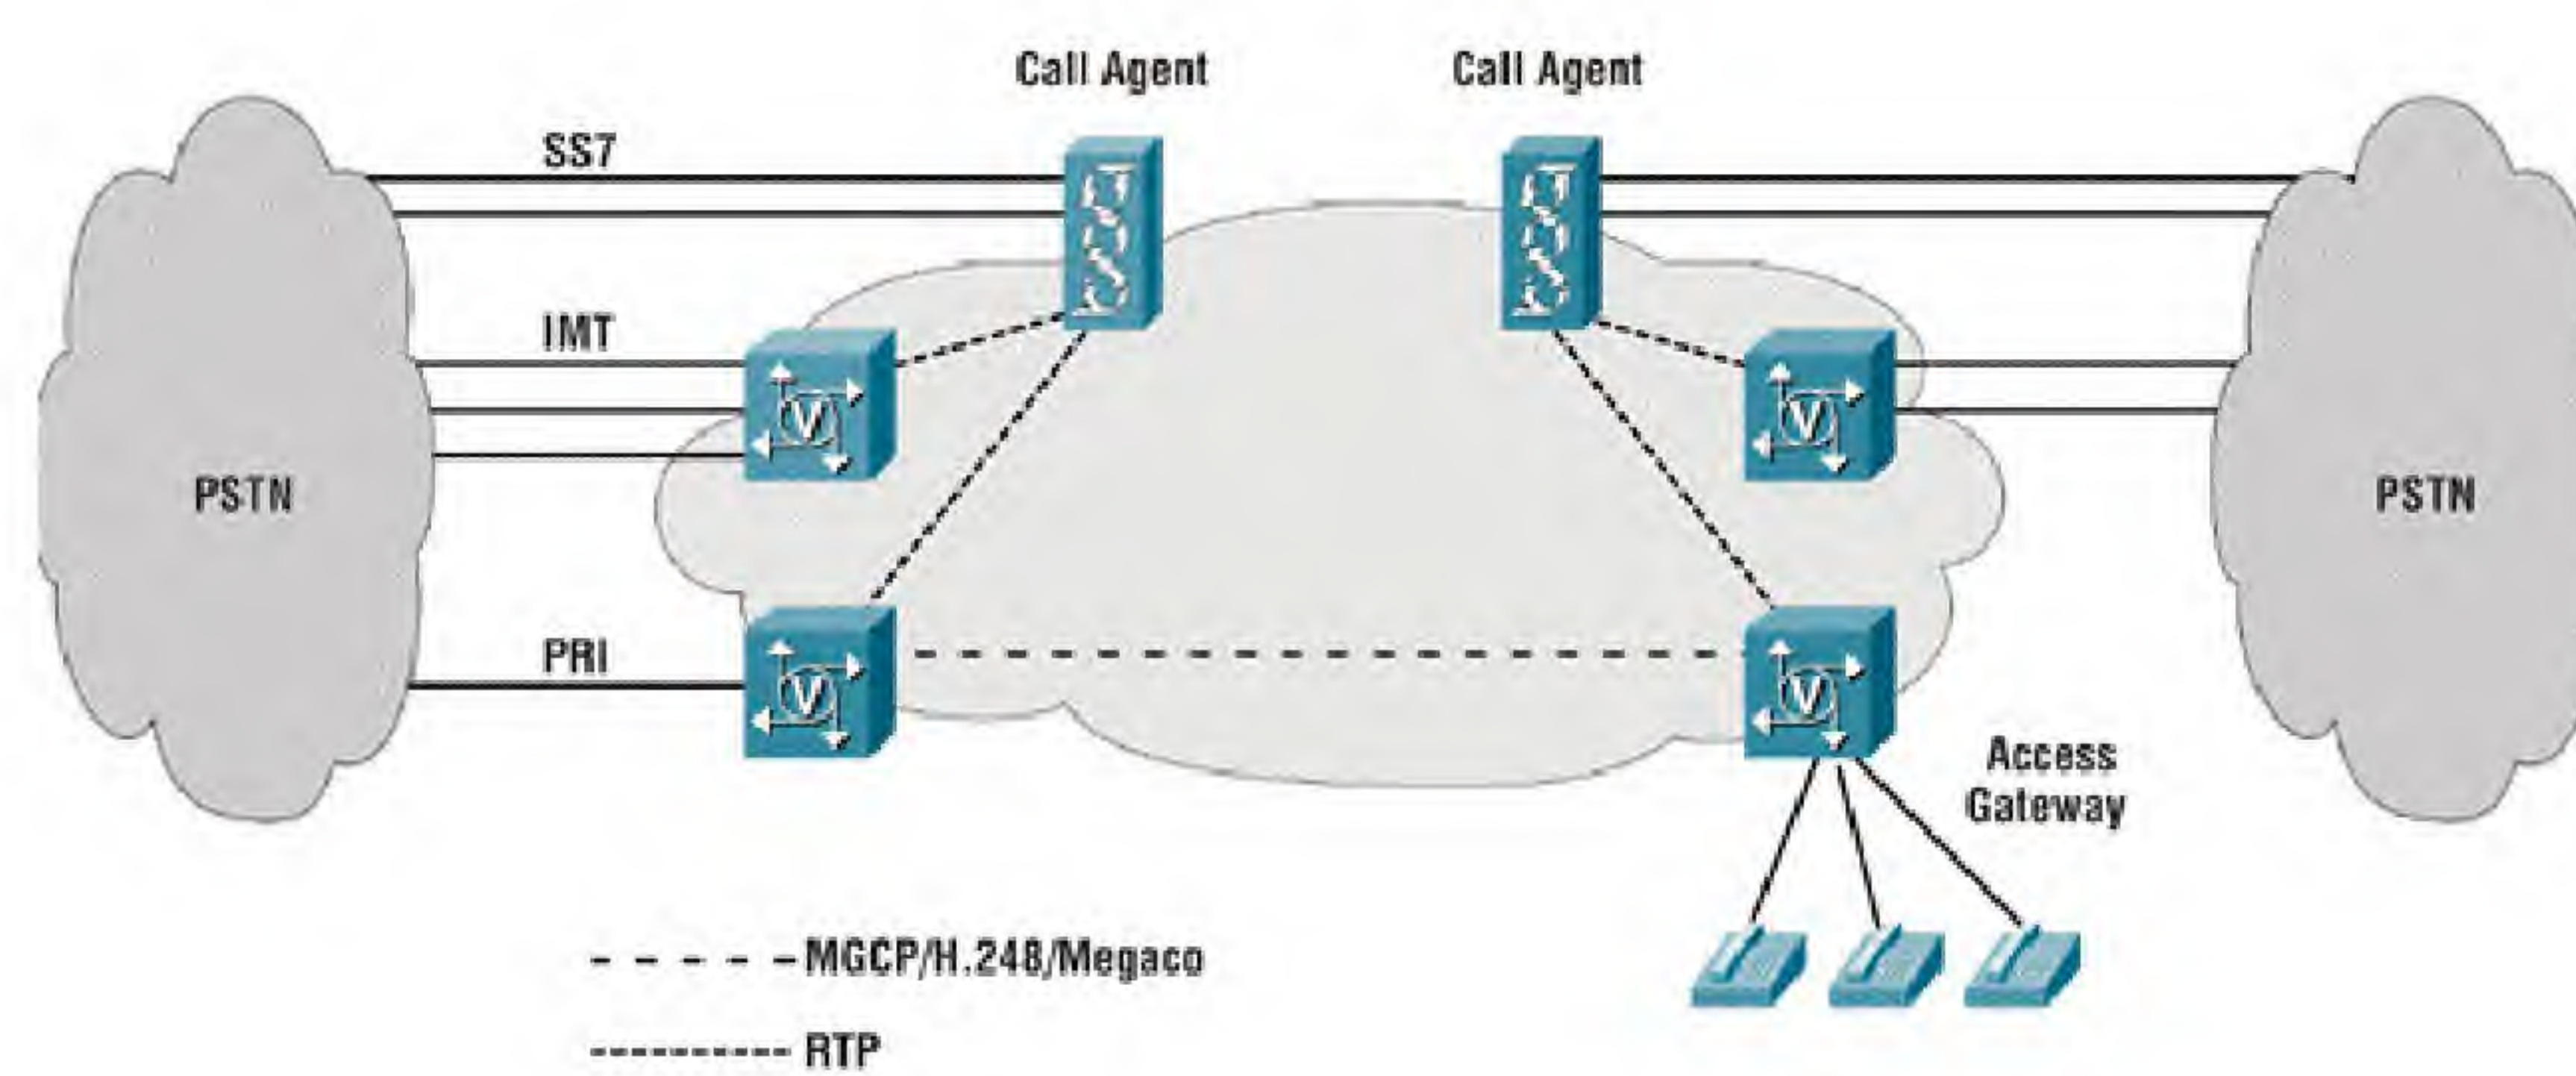 Call Agent
Call Agent
SS7
IMT
PSTN
PSTN
PRI
Access
Gateway
MGCP/H.248/Megaco
RTP
V
V
V
V